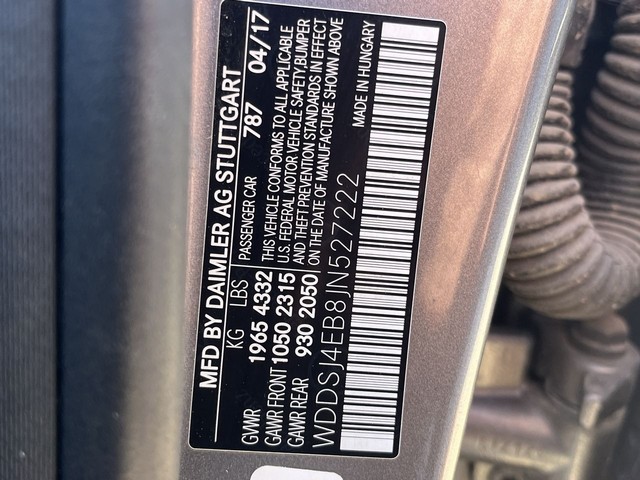 MFD BY DAIMLER AG STUTTGART
KG LBS 787 04/17
GVWR 1965 4332 PASSENGER CAR
GAWR FRONT 1050 2315
GAWR REAR 930 2050
THIS VEHICLE CONFORMS TO ALL APPLICABLE
U.S. FEDERAL MOTOR VEHICLE SAFETY, BUMPER
AND THEFT PREVENTION STANDARDS IN EFFECT
ON THE DATE OF MANUFACTURE SHOWN ABOVE
WDDSJ4EB8JN527222 MADE IN HUNGARY